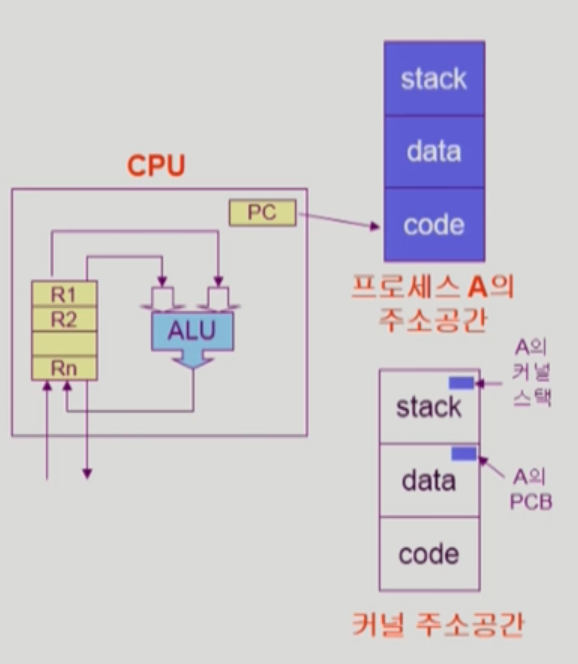 stack
data
code
프로세스 A의
주소공간
CPU
PC
R1
R2
Rn
ALU
A의
커널
스택
stack
data
code
A의
PCB
커널 주소공간